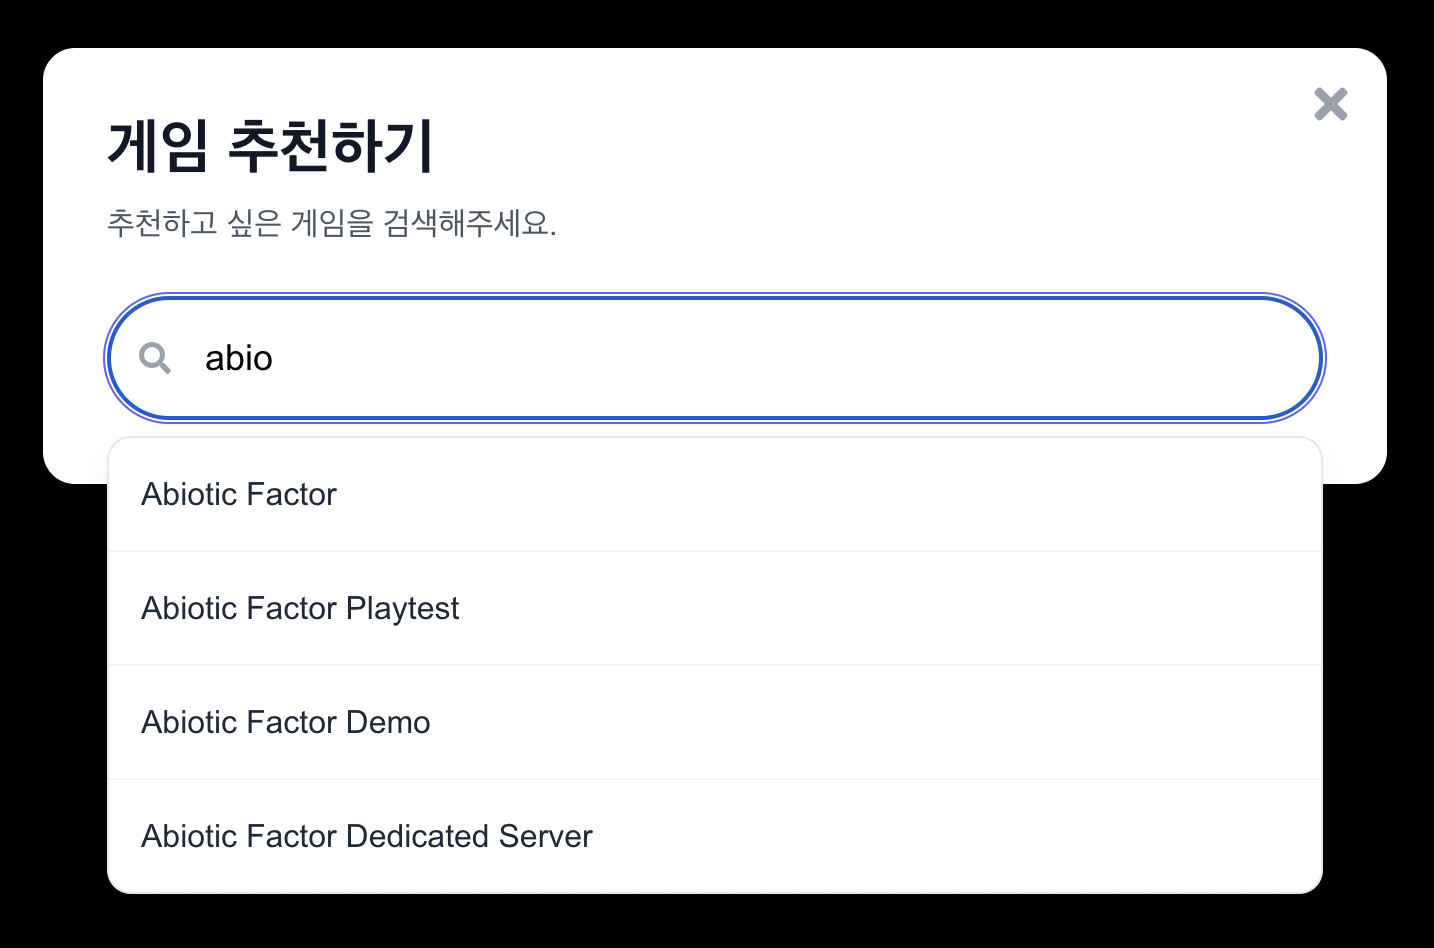 게임 추천하기
추천하고 싶은 게임을 검색해주세요.
abio
Abiotic Factor
Abiotic Factor Playtest
Abiotic Factor Demo
Abiotic Factor Dedicated Server